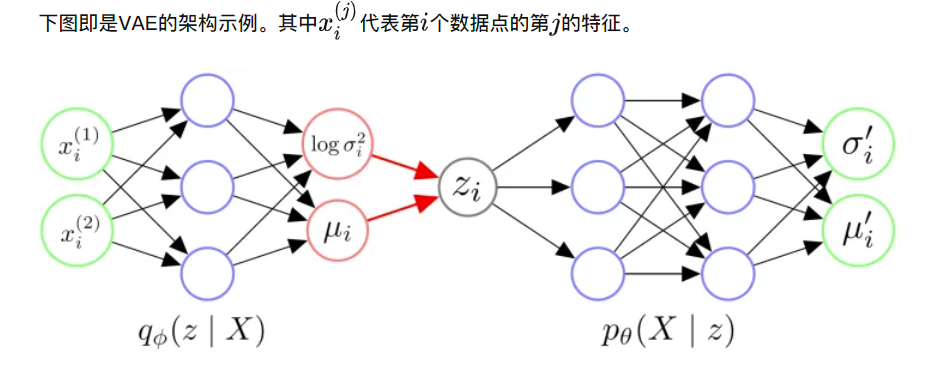 下图即是VAE的架构示例。其中$x_i^{(j)}$代表第$i$个数据点的第$j$的特征。
$x_i^{(1)}$
$x_i^{(2)}$
$\log \sigma_i^2$
$\mu_i$
$z_i$
$\sigma_i'$
$\mu_i'$
$q_\phi(z \mid X)$
$p_\theta(X \mid z)$